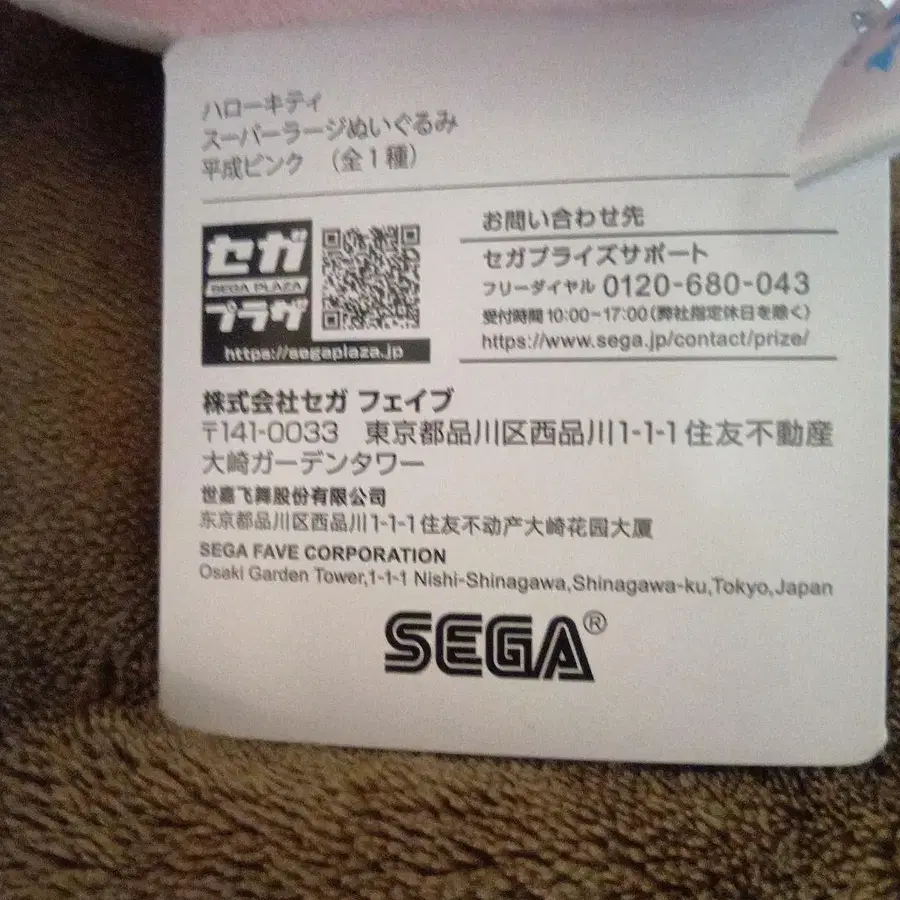 ハローキティ
スーパーラージぬいぐるみ
平成ピンク （全1種）
セガ
SEGA PLAZA
プラザ
https://segaplaza.jp
お問い合わせ先
セガプライズサポート
フリーダイヤル 0120-680-043
受付時間 10:00~17:00（弊社指定休日を除く）
https://www.sega.jp/contact/prize/
株式会社セガ フェイブ
〒141-0033 東京都品川区西品川1-1-1住友不動産
大崎ガーデンタワー
世嘉飞舞股份有限公司
东京都品川区西品川1-1-1住友不动产大崎花园大厦
SEGA FAVE CORPORATION
Osaki Garden Tower,1-1-1 Nishi-Shinagawa,Shinagawa-ku,Tokyo,Japan
SEGA®